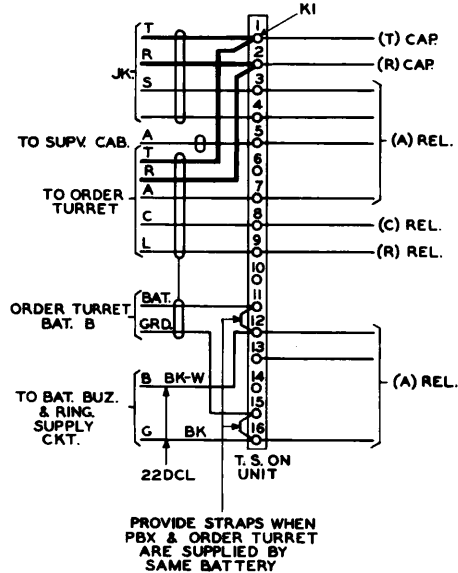 K1
T
1
(T) CAP.
R
2
(R) CAP.
JK.
S
3
4
TO SUPV. CAB.
A
5
(A) REL.
T
6
R
TO ORDER
TURRET
A
7
C
8
(C) REL.
L
9
(R) REL.
10
BAT.
11
ORDER TURRET
BAT. B
GRD.
12
13
B
BK-W
14
(A) REL.
TO BAT. BUZ.
& RING.
SUPPLY
CKT.
15
G
BK
16
22DCL
T. S. ON
UNIT
PROVIDE STRAPS WHEN
PBX & ORDER TURRET
ARE SUPPLIED BY
SAME BATTERY